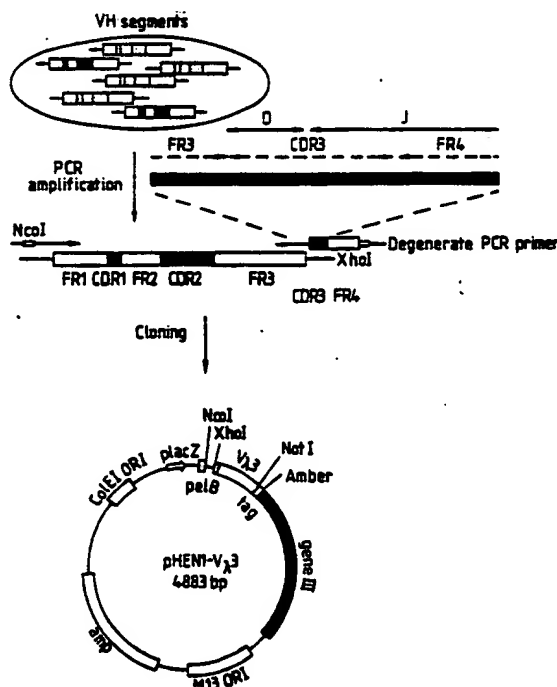 VH segments
D J
FR3 CDR3 FR4
PCR
amplification
NcoI
Degenerate PCR primer
XhoI
FR1 CDR1 FR2 CDR2 FR3
CDR3 FR4
Cloning
NcoI
XhoI
placZ
Vλ3
NotI
Amber
ColEI ORI
pelB
tag
gene III
pHEN1-Vλ3
4883 bp
amp
M13 ORI